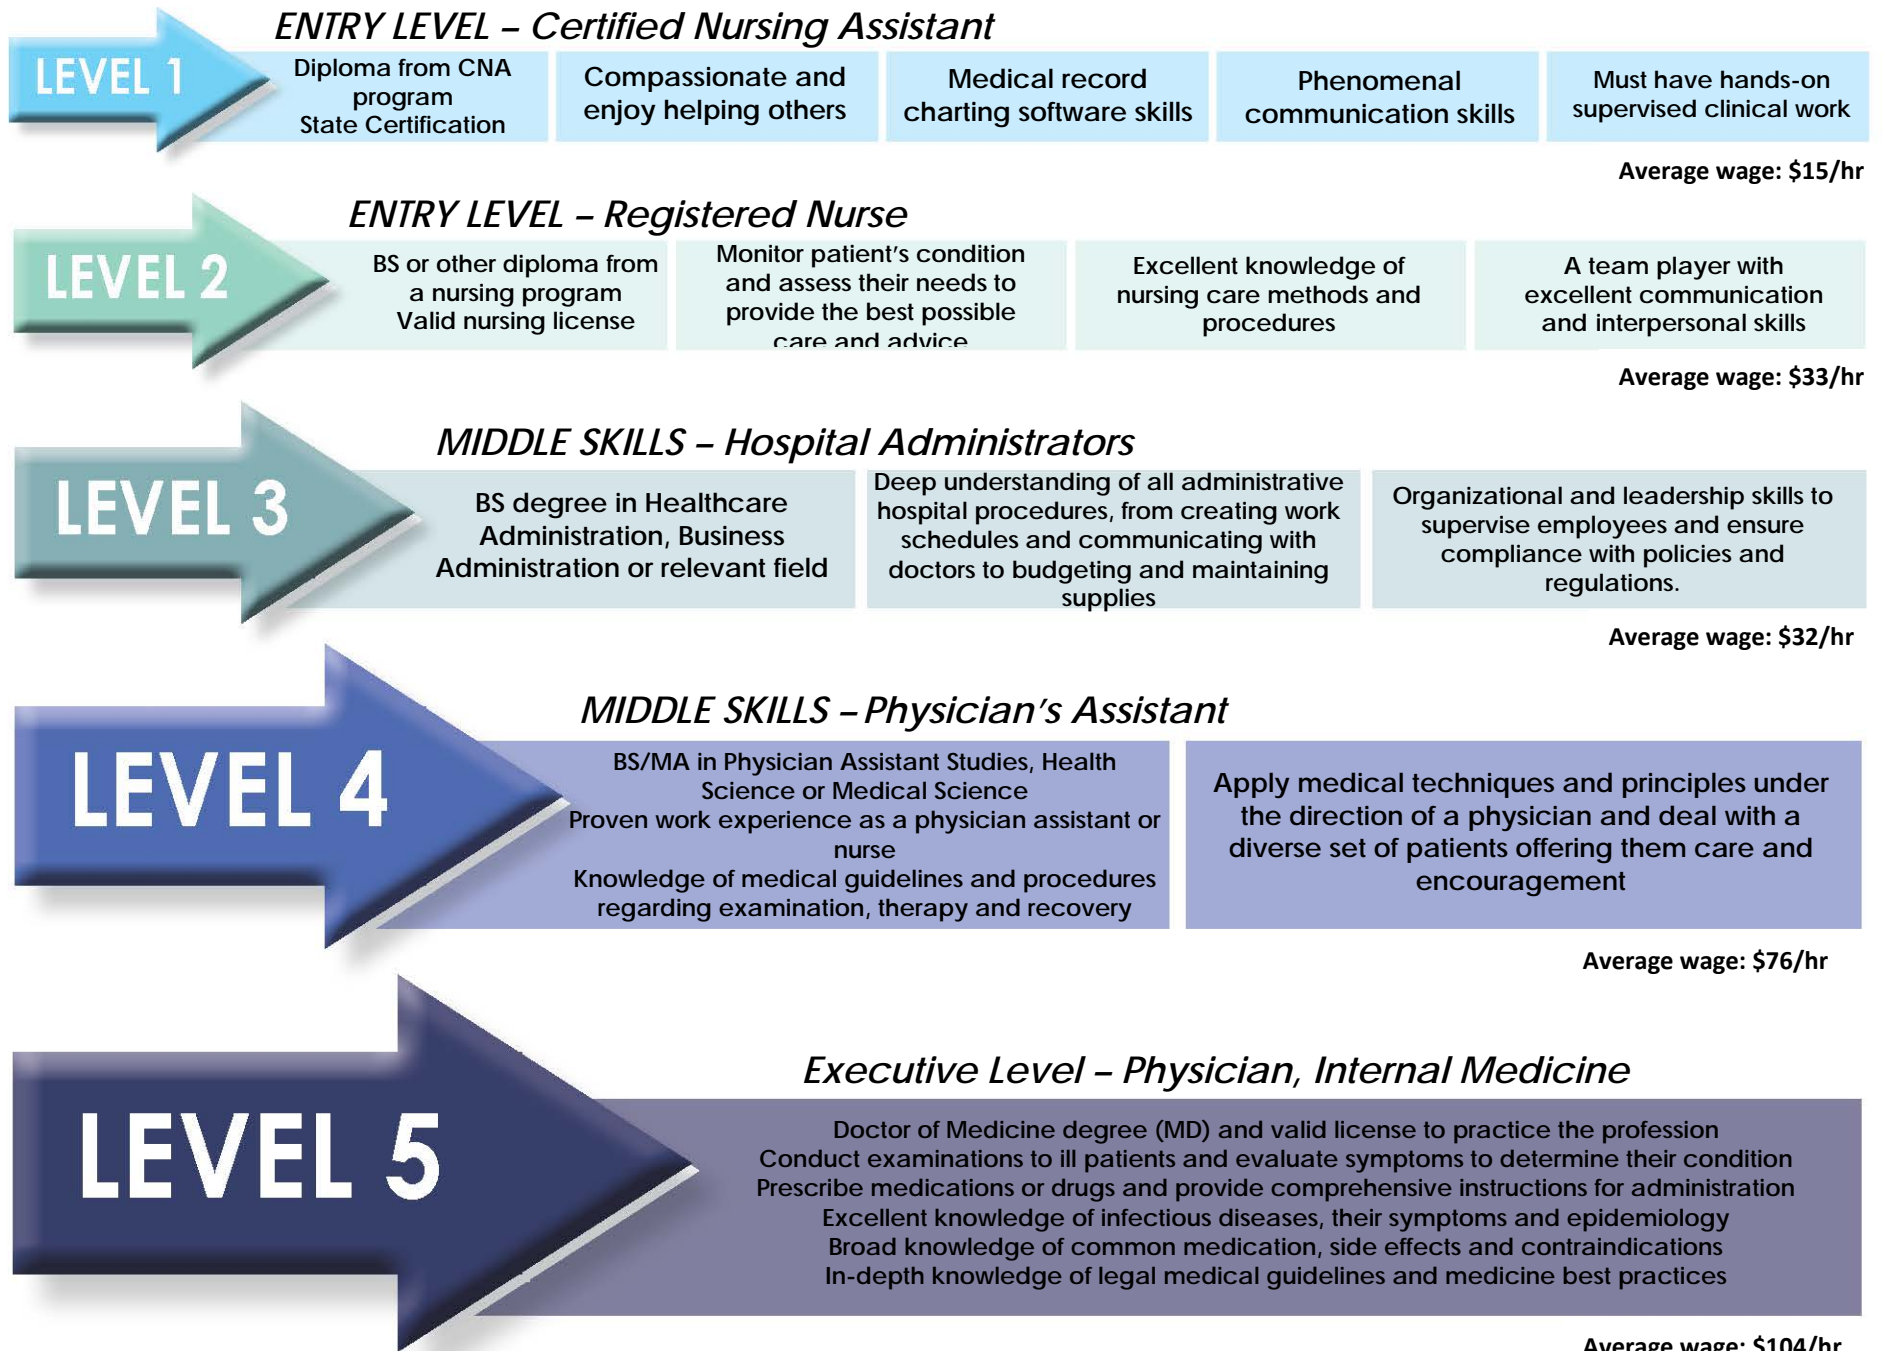 ENTRY LEVEL – Certified Nursing Assistant
LEVEL 1
Diploma from CNA
program
State Certification
Compassionate and
enjoy helping others
Medical record
charting software skills
Phenomenal
communication skills
Must have hands-on
supervised clinical work
Average wage: $15/hr
ENTRY LEVEL – Registered Nurse
LEVEL 2
BS or other diploma from
a nursing program
Valid nursing license
Monitor patient's condition
and assess their needs to
provide the best possible
care and advice
Excellent knowledge of
nursing care methods and
procedures
A team player with
excellent communication
and interpersonal skills
Average wage: $33/hr
MIDDLE SKILLS – Hospital Administrators
LEVEL 3
BS degree in Healthcare
Administration, Business
Administration or relevant field
Deep understanding of all administrative
hospital procedures, from creating work
schedules and communicating with
doctors to budgeting and maintaining
supplies
Organizational and leadership skills to
supervise employees and ensure
compliance with policies and
regulations.
Average wage: $32/hr
MIDDLE SKILLS – Physician's Assistant
LEVEL 4
BS/MA in Physician Assistant Studies, Health
Science or Medical Science
Proven work experience as a physician assistant or
nurse
Knowledge of medical guidelines and procedures
regarding examination, therapy and recovery
Apply medical techniques and principles under
the direction of a physician and deal with a
diverse set of patients offering them care and
encouragement
Average wage: $76/hr
Executive Level – Physician, Internal Medicine
LEVEL 5
Doctor of Medicine degree (MD) and valid license to practice the profession
Conduct examinations to ill patients and evaluate symptoms to determine their condition
Prescribe medications or drugs and provide comprehensive instructions for administration
Excellent knowledge of infectious diseases, their symptoms and epidemiology
Broad knowledge of common medication, side effects and contraindications
In-depth knowledge of legal medical guidelines and medicine best practices
Average wage: $104/hr